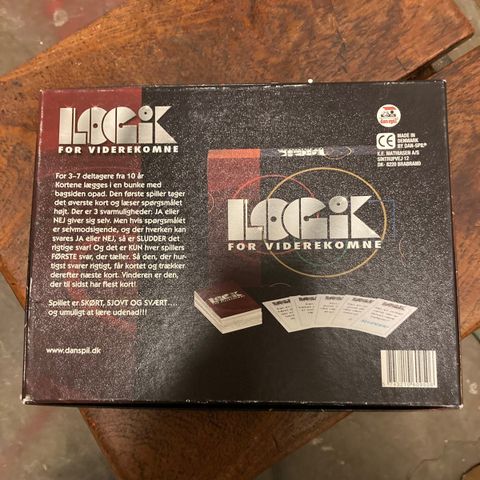 LOGIK
FOR VIDEREKOMNE
For 3-7 deltagere fra 10 år
Kortene lægges i en bunke med
bagsiden opad. Den første spiller tager
det øverste kort og læser spørgsmålet
højt. Der er 3 svarmuligheder: JA eller
NEJ giver sig selv. Men hvis spørgsmålet
er selvmodsigende, og der hverken kan
svares JA eller NEJ, så er SLUDDER det
rigtige svar! Og det er KUN hver spillers
FØRSTE svar, der tæller. Så den, der hur-
tigst svarer rigtigt, får kortet og trækker
derefter næste kort. Vinderen er den,
der til sidst har flest kort!
Spillet er SKØRT, SJOVT OG SVÆRT....
og umuligt at lære udenad!!!
www.danspil.dk
dan-spil
CE
MADE IN
DENMARK
BY DAN-SPIL®
K.E. MATHIASEN A/S
SINTRUPVEJ 12
DK- 8220 BRABRAND
LOGIK
LOGIK
FOR VIDEREKOMNE
LOGIK